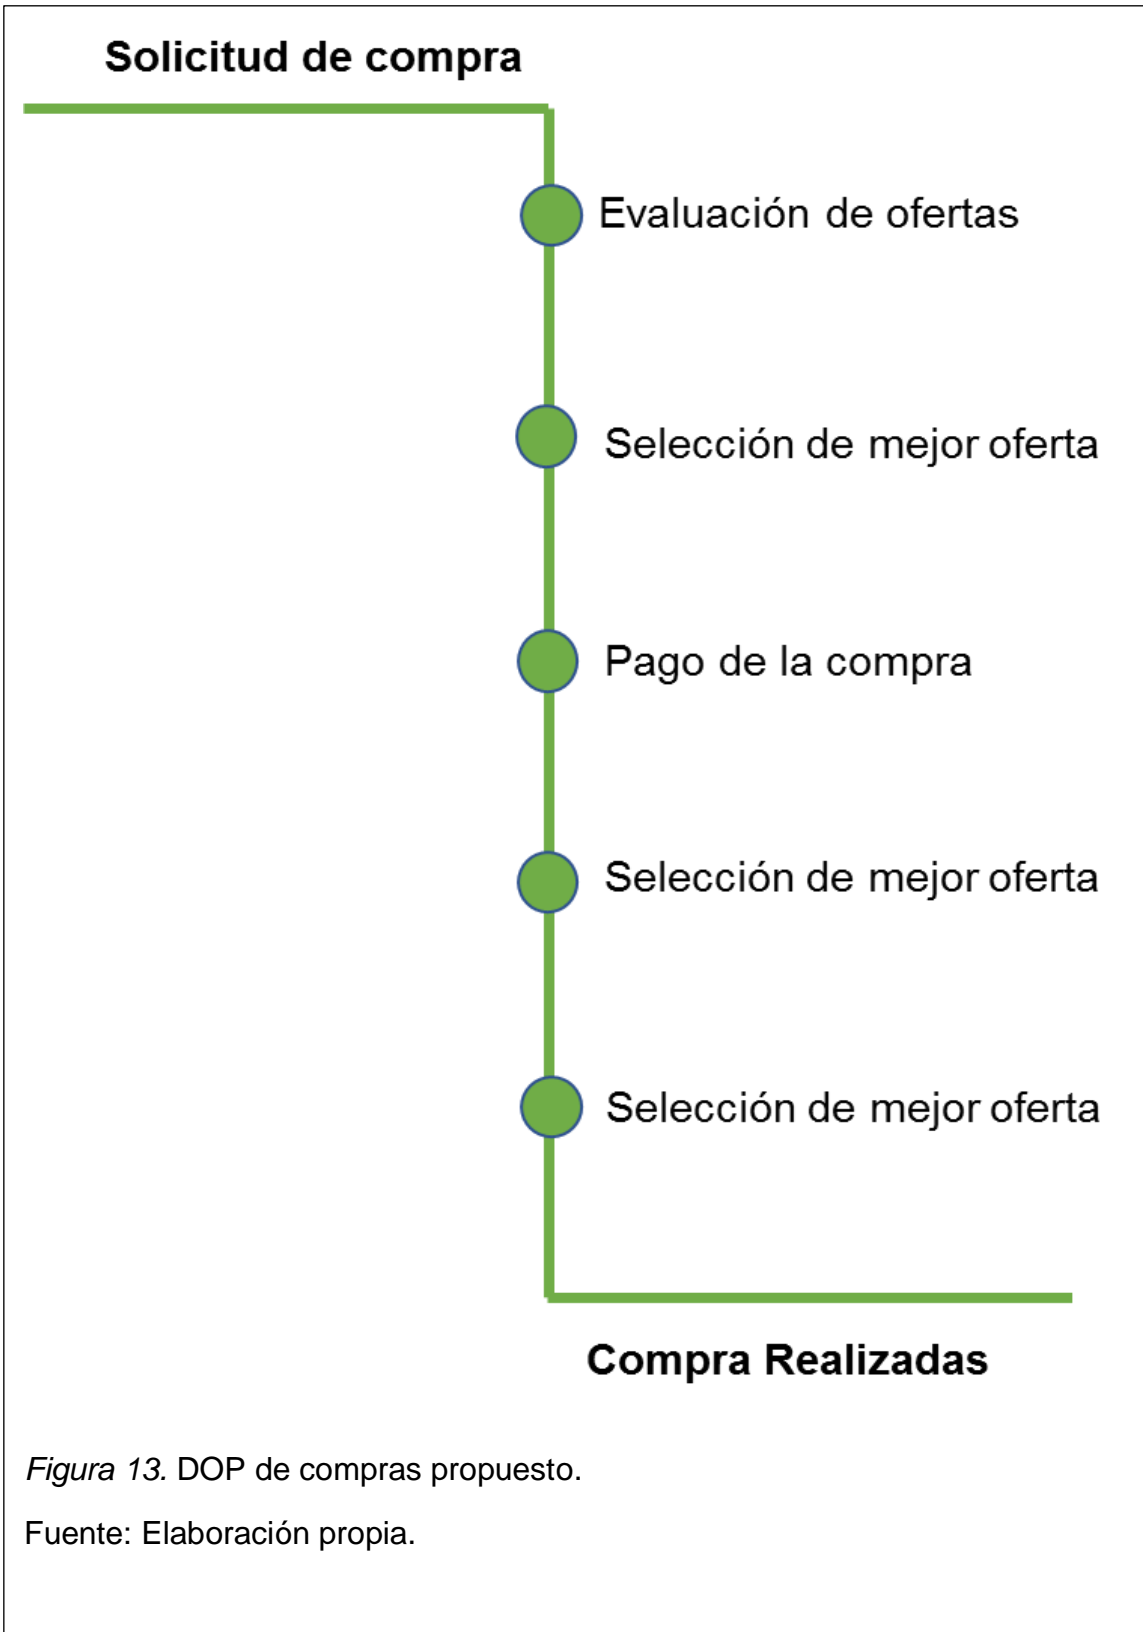 Solicitud de compra
Evaluación de ofertas
Selección de mejor oferta
Pago de la compra
Selección de mejor oferta
Selección de mejor oferta
Compra Realizadas
Figura 13. DOP de compras propuesto.
Fuente: Elaboración propia.